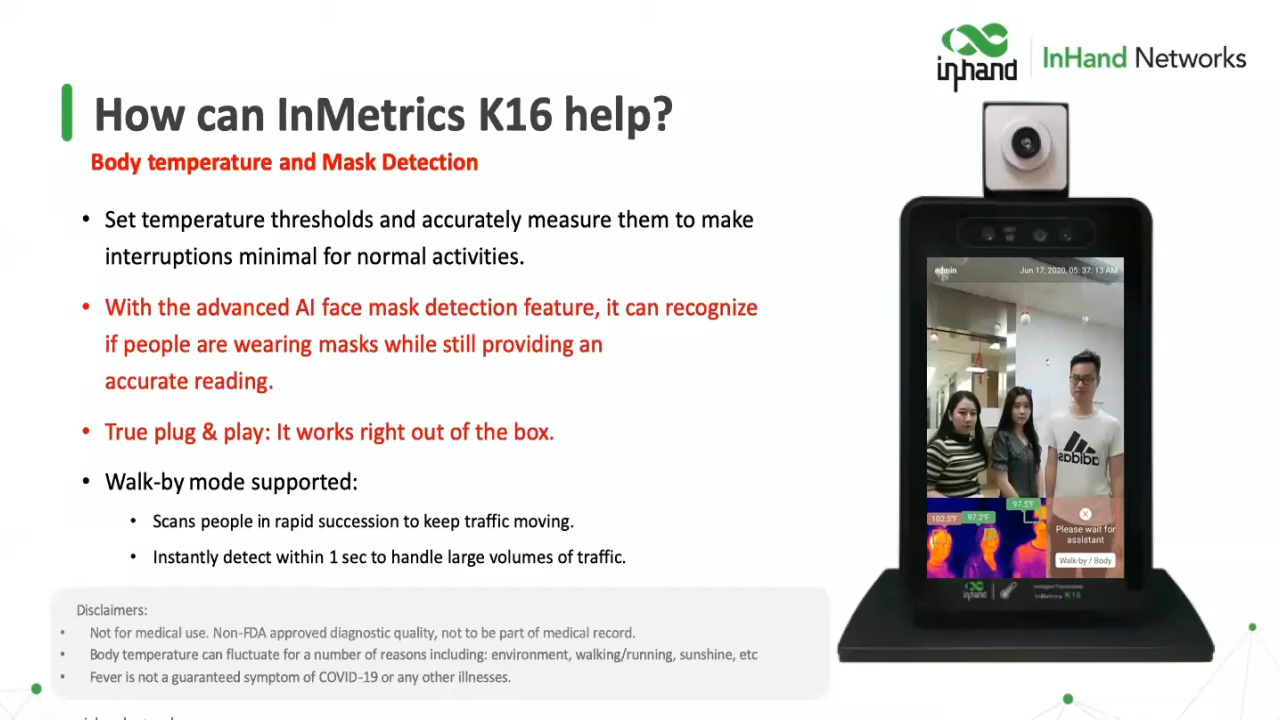 inhand
InHand Networks
How can InMetrics K16 help?
Body temperature and Mask Detection
• Set temperature thresholds and accurately measure them to make
interruptions minimal for normal activities.
• With the advanced AI face mask detection feature, it can recognize
if people are wearing masks while still providing an
accurate reading.
• True plug & play: It works right out of the box.
• Walk-by mode supported:
• Scans people in rapid succession to keep traffic moving.
• Instantly detect within 1 sec to handle large volumes of traffic.
Disclaimers:
• Not for medical use. Non-FDA approved diagnostic quality, not to be part of medical record.
• Body temperature can fluctuate for a number of reasons including: environment, walking/running, sunshine, etc
• Fever is not a guaranteed symptom of COVID-19 or any other illnesses.
admin
Jun 17, 2020, 05: 37: 13 AM
adidas
102.5°F
97.2°F
97.5°F
Please wait for
assistant
Walk-by / Body
inhand
InMetrics K16